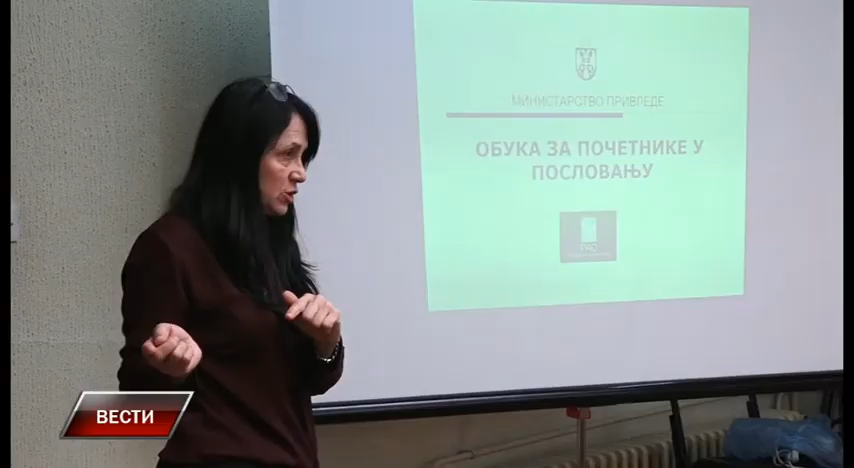 МИНИСТАРСТВО ПРИВРЕДЕ
ОБУКА ЗА ПОЧЕТНИКЕ У
ПОСЛОВАЊУ
ВЕСТИ